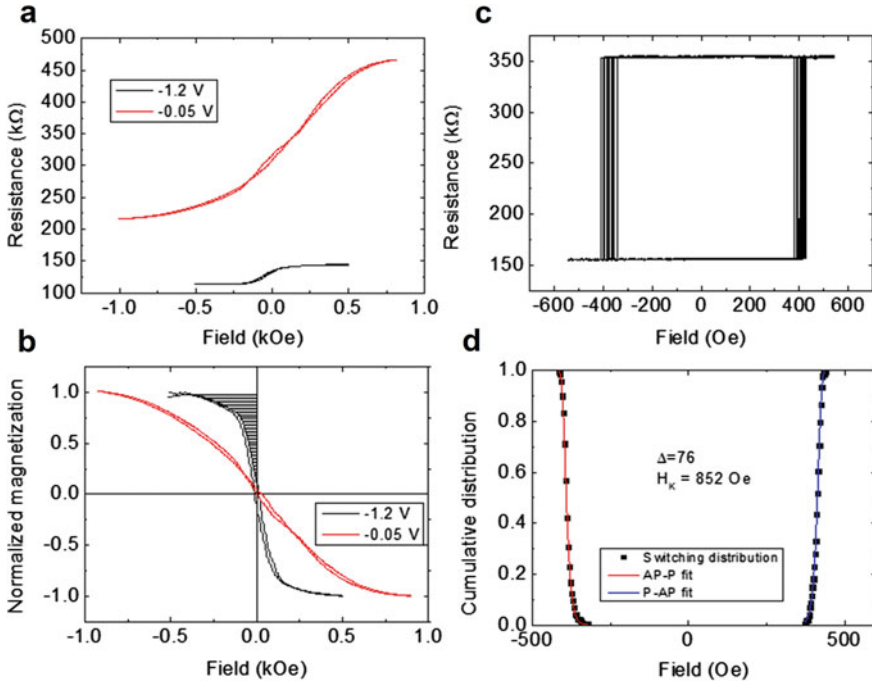 a
500
450
400
350
300
250
200
150
100
Resistance (kΩ)
-1.2 V
-0.05 V
-1.0 -0.5 0.0 0.5 1.0
Field (kOe)
b
1.0
0.5
0.0
-0.5
-1.0
Normalized magnetization
-1.2 V
-0.05 V
-1.0 -0.5 0.0 0.5 1.0
Field (kOe)
c
350
300
250
200
150
Resistance (kΩ)
-600 -400 -200 0 200 400 600
Field (Oe)
d
1.0
0.8
0.6
0.4
0.2
0.0
Cumulative distribution
Δ=76
H_K = 852 Oe
Switching distribution
AP-P fit
P-AP fit
-500 0 500
Field (Oe)